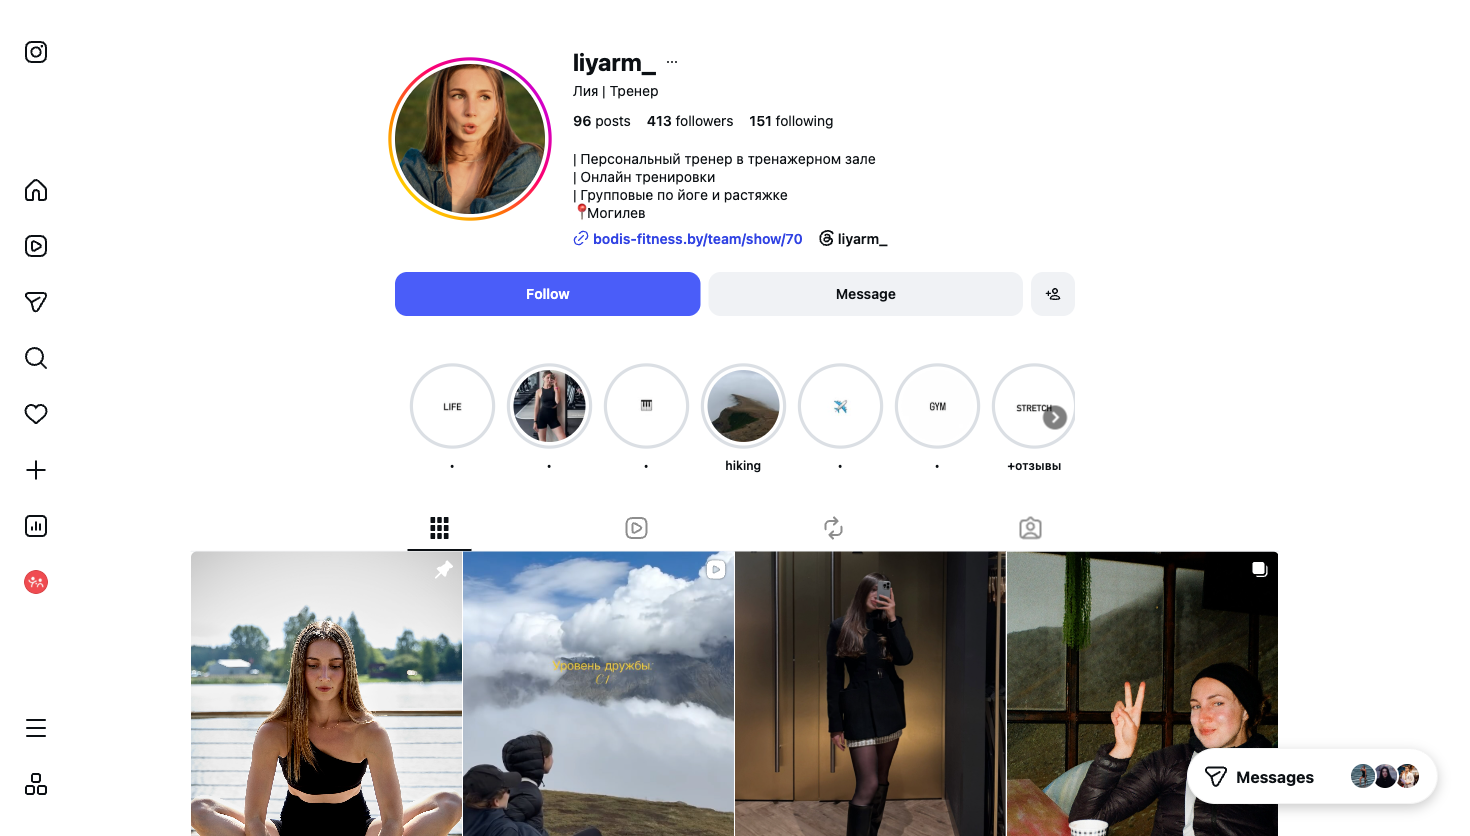 liyarm_ ...
Лия | Тренер
96 posts 413 followers 151 following
| Персональный тренер в тренажерном зале
| Онлайн тренировки
| Групповые по йоге и растяжке
📍Могилев
bodis-fitness.by/team/show/70 liyarm_
Follow Message
LIFE GYM STRETCH
• • • hiking • • +отзывы
Уровень дружбы
C1
Messages